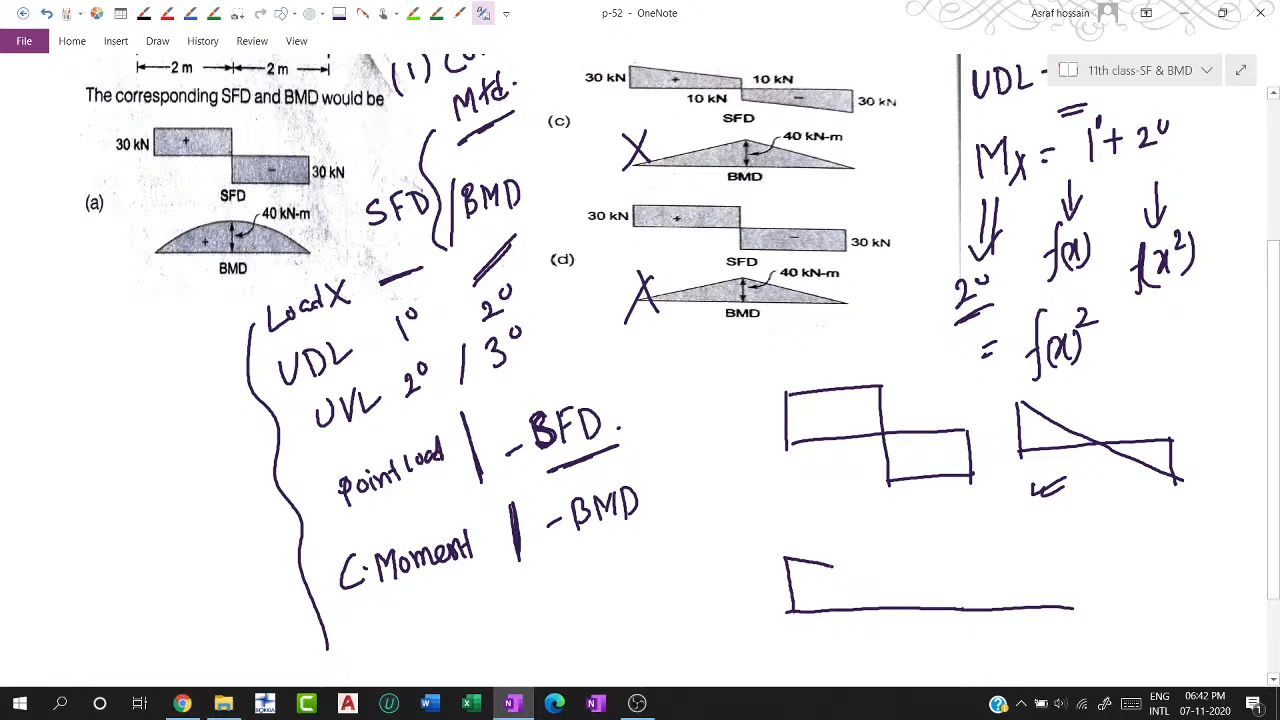 p-52 - OneNote
Asraf hossain
File Home Insert Draw History Review View
11th class-SF & BMD
2 m 2 m
The corresponding SFD and BMD would be
30 kN
+
−
30 kN
SFD
(a)
40 kN-m
+
BMD
(1)
Mtd.
SFD / BMD
Load X
UDL 1° 2°
UVL 2° / 3°
point load | - BFD.
C. Moment | - BMD
30 kN
+
10 kN
10 kN
−
30 kN
SFD
(c)
X
40 kN-m
BMD
30 kN
+
−
30 kN
SFD
(d)
X
40 kN-m
BMD
UDL -
Mx = 1° + 2°
f(x) f(x²)
2°
= f(x)²
ENG
INTL
06:42 PM
07-11-2020